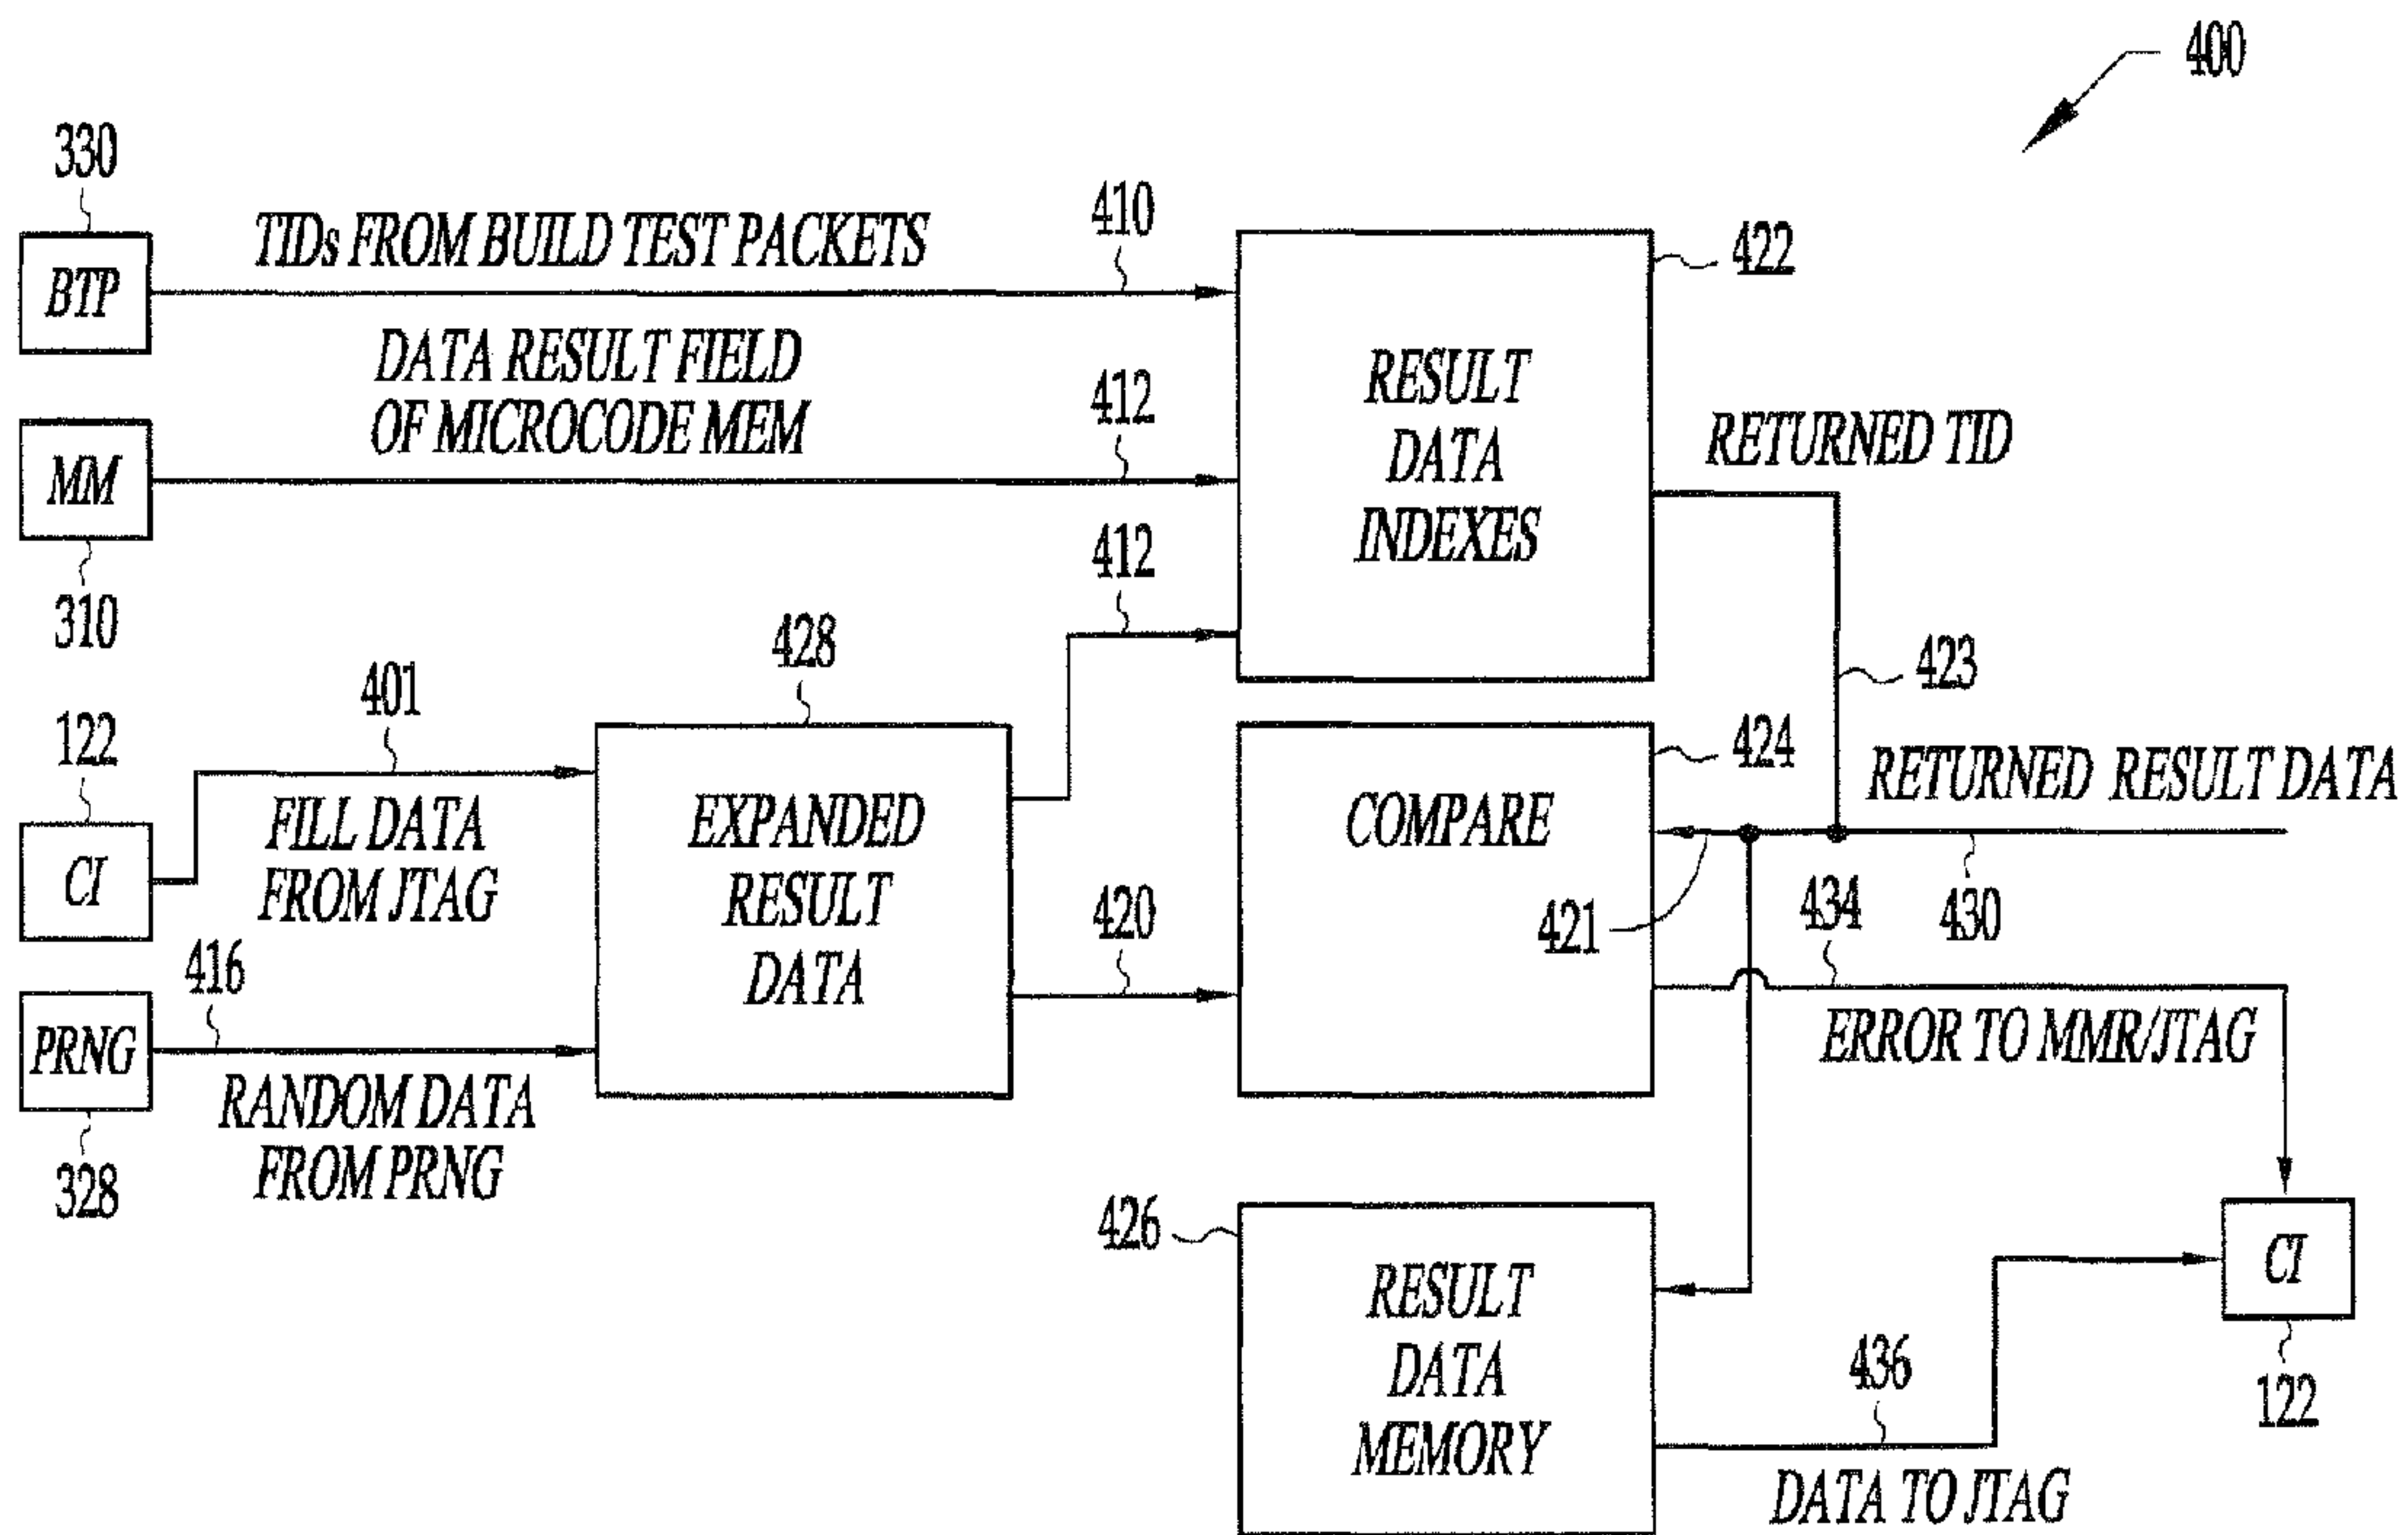 400
330
BTP
TIDs FROM BUILD TEST PACKETS
410
422
DATA RESULT FIELD
OF MICROCODE MEM
412
MM
310
RESULT
DATA
INDEXES
RETURNED TID
412
423
428
401
122
CI
FILL DATA
FROM JTAG
EXPANDED
RESULT
DATA
424
COMPARE
RETURNED RESULT DATA
421
430
434
420
416
PRNG
328
RANDOM DATA
FROM PRNG
ERROR TO MMR/JTAG
426
RESULT
DATA
MEMORY
CI
122
436
DATA TO JTAG